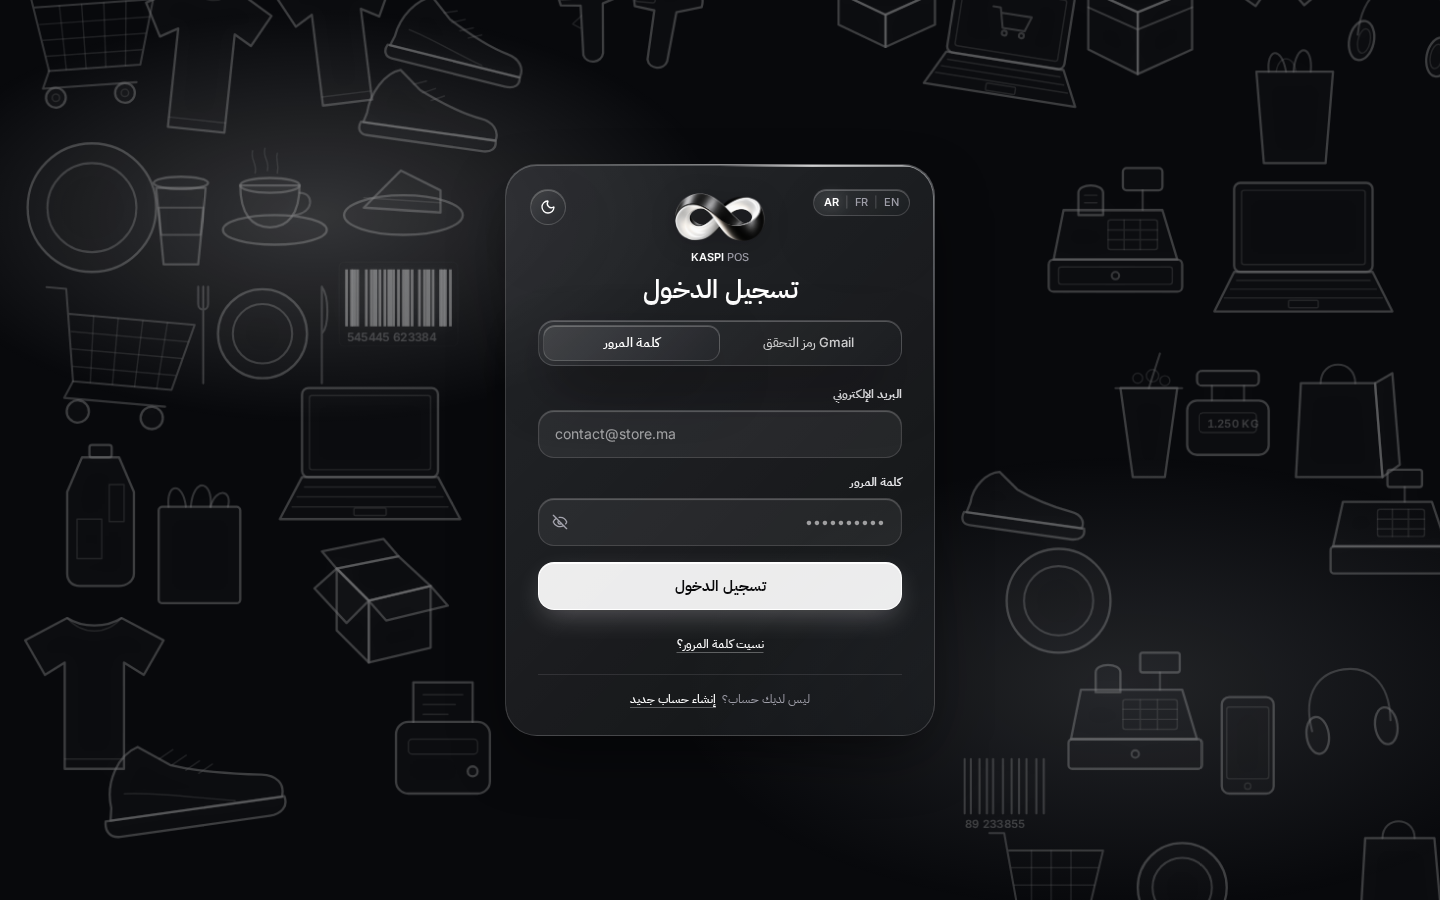 AR | FR | EN
KASPI POS
تسجيل الدخول
كلمة المرور
رمز التحقق Gmail
البريد الإلكتروني
contact@store.ma
كلمة المرور
••••••••••
تسجيل الدخول
نسيت كلمة المرور؟
ليس لديك حساب؟ إنشاء حساب جديد
545445 623384
1.250 KG
89 233855